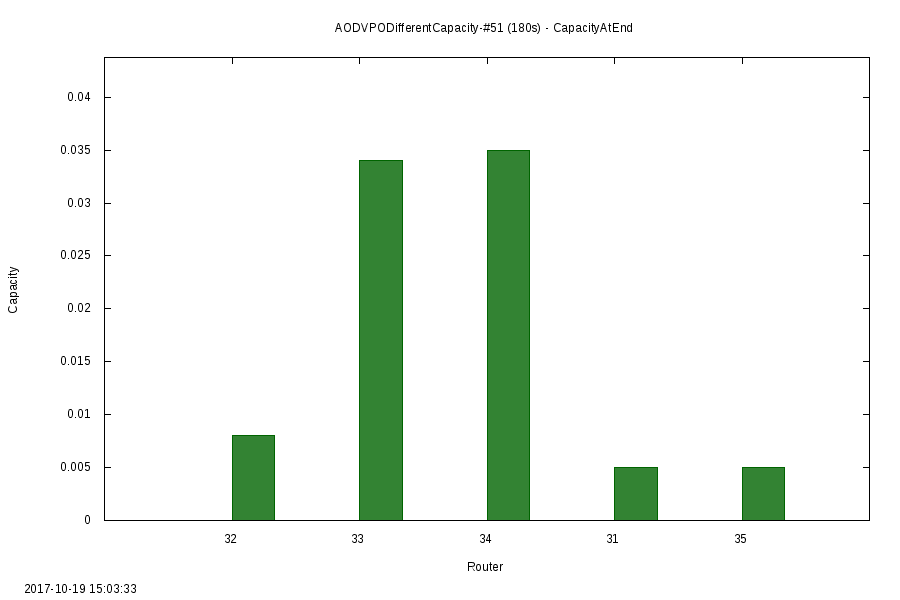 AODVPODifferentCapacity-#51 (180s) - CapacityAtEnd
0.04
0.035
0.03
0.025
0.02
0.015
0.01
0.005
0
Capacity
32 33 34 31 35
Router
2017-10-19 15:03:33